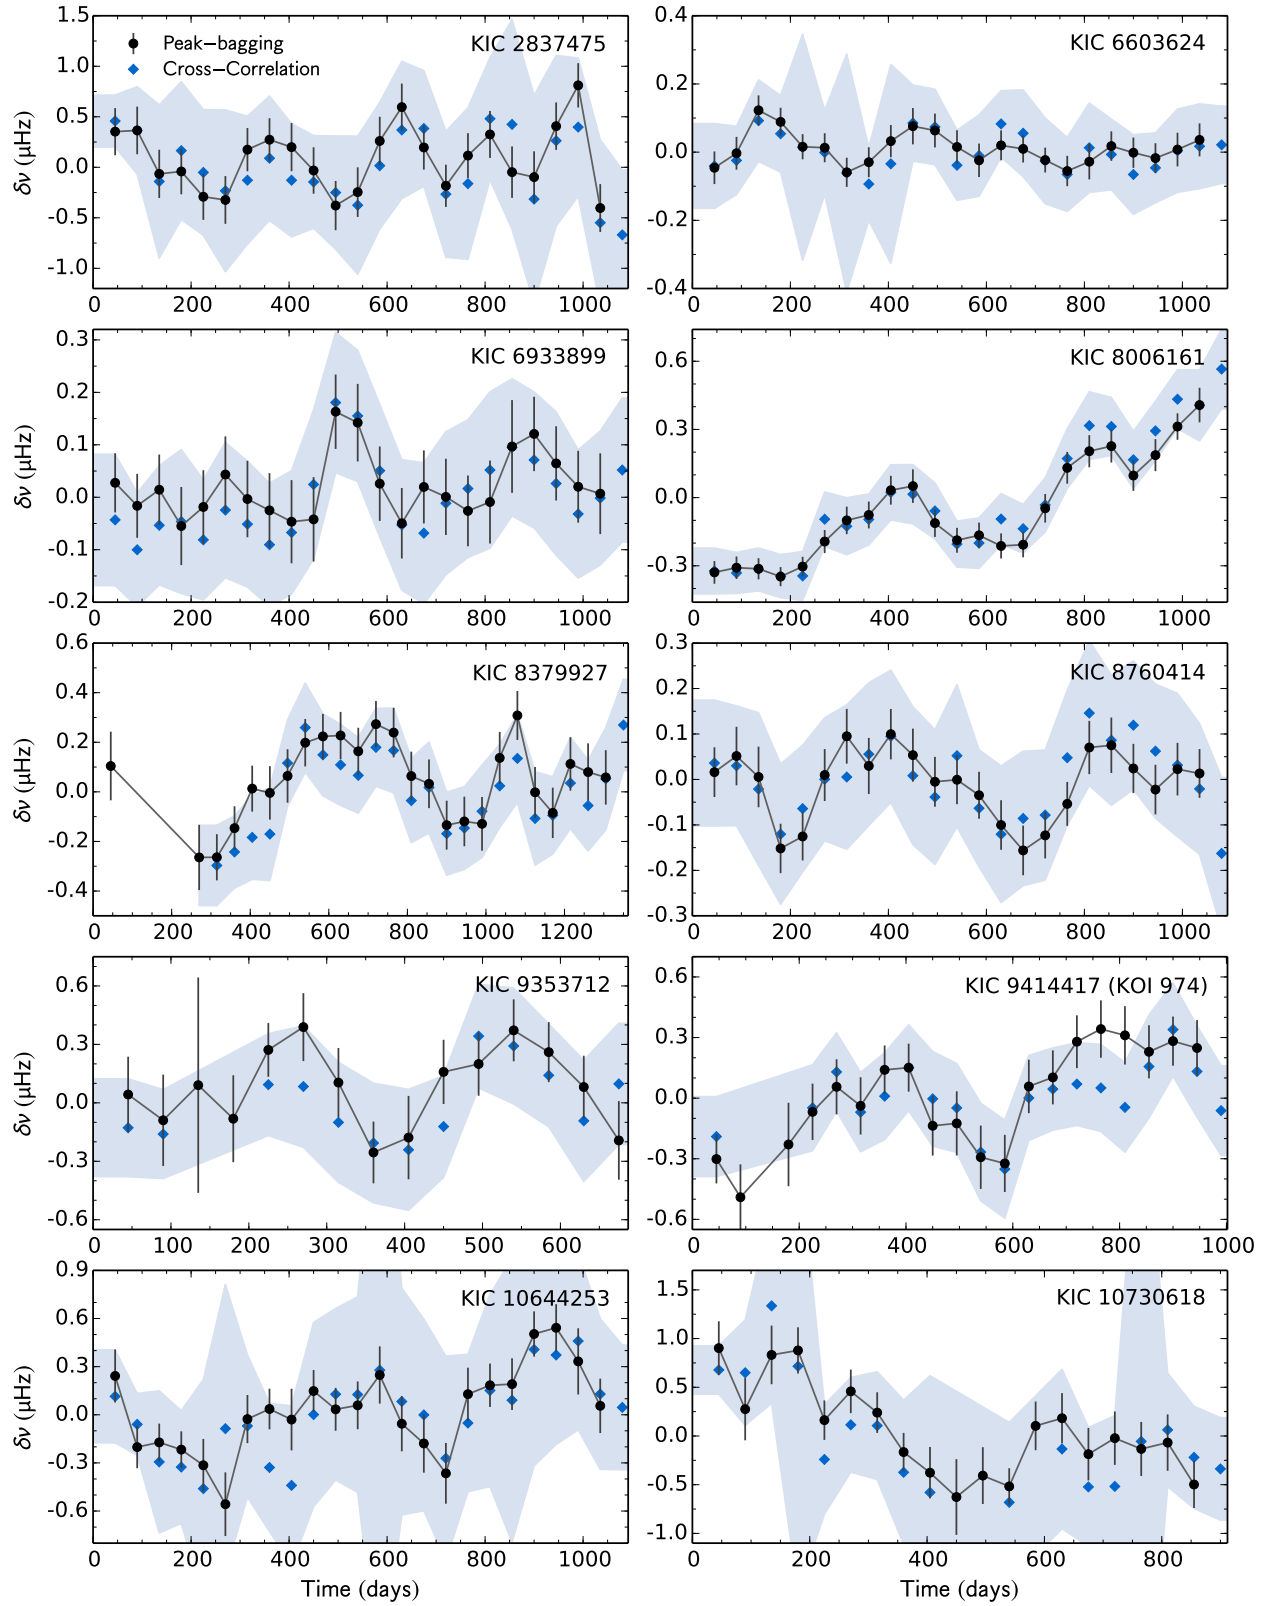 1.5
1.0
0.5
0.0
-0.5
-1.0
δν (μHz)
Peak−bagging
Cross−Correlation
KIC 2837475
0 200 400 600 800 1000
0.4
0.2
0.0
-0.2
-0.4
KIC 6603624
0 200 400 600 800 1000
0.3
0.2
0.1
0.0
-0.1
-0.2
δν (μHz)
KIC 6933899
0 200 400 600 800 1000
0.6
0.3
0.0
-0.3
KIC 8006161
0 200 400 600 800 1000
0.6
0.4
0.2
0.0
-0.2
-0.4
δν (μHz)
KIC 8379927
0 200 400 600 800 1000 1200
0.3
0.2
0.1
0.0
-0.1
-0.2
-0.3
KIC 8760414
0 200 400 600 800 1000
0.6
0.3
0.0
-0.3
-0.6
δν (μHz)
KIC 9353712
0 100 200 300 400 500 600
0.6
0.3
0.0
-0.3
-0.6
KIC 9414417 (KOI 974)
0 200 400 600 800 1000
0.9
0.6
0.3
0.0
-0.3
-0.6
δν (μHz)
KIC 10644253
0 200 400 600 800 1000
Time (days)
1.5
1.0
0.5
0.0
-0.5
-1.0
KIC 10730618
0 200 400 600 800
Time (days)